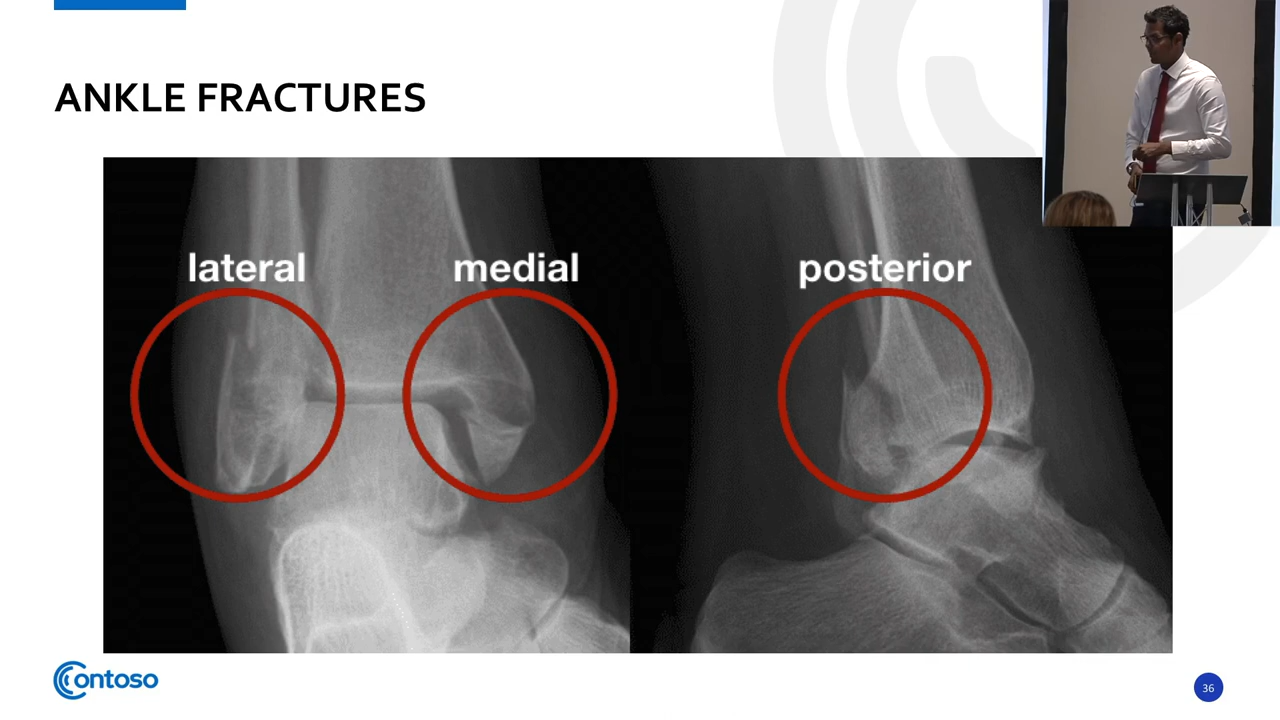 ANKLE FRACTURES
lateral
medial
posterior
Contoso
36